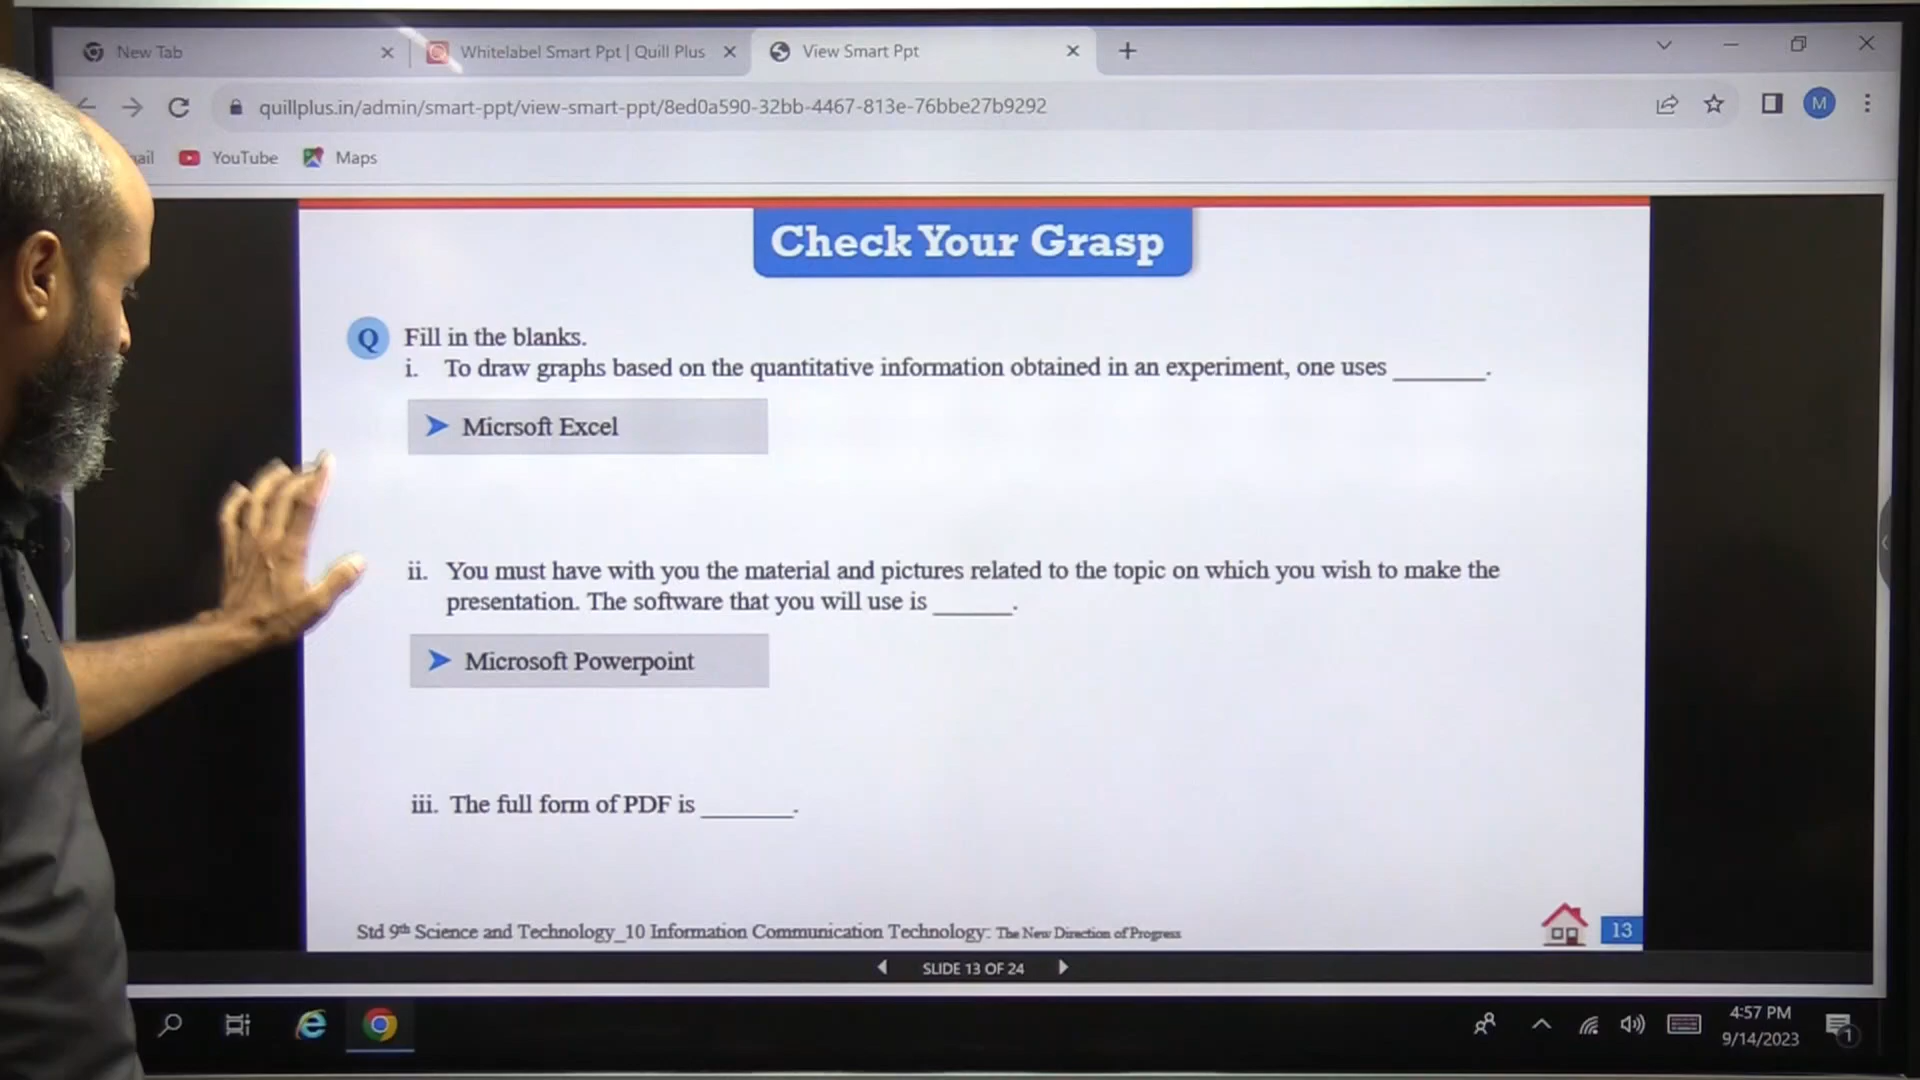 New Tab
Whitelabel Smart Ppt | Quill Plus
View Smart Ppt
quillplus.in/admin/smart-ppt/view-smart-ppt/8ed0a590-32bb-4467-813e-76bbe27b9292
M
ail
YouTube
Maps
Check Your Grasp
Q Fill in the blanks.
i. To draw graphs based on the quantitative information obtained in an experiment, one uses ________.
Micrsoft Excel
ii. You must have with you the material and pictures related to the topic on which you wish to make the
presentation. The software that you will use is _______.
Microsoft Powerpoint
iii. The full form of PDF is ________.
Std 9th Science and Technology_10 Information Communication Technology: The New Direction of Progress
13
SLIDE 13 OF 24
4:57 PM
9/14/2023
1